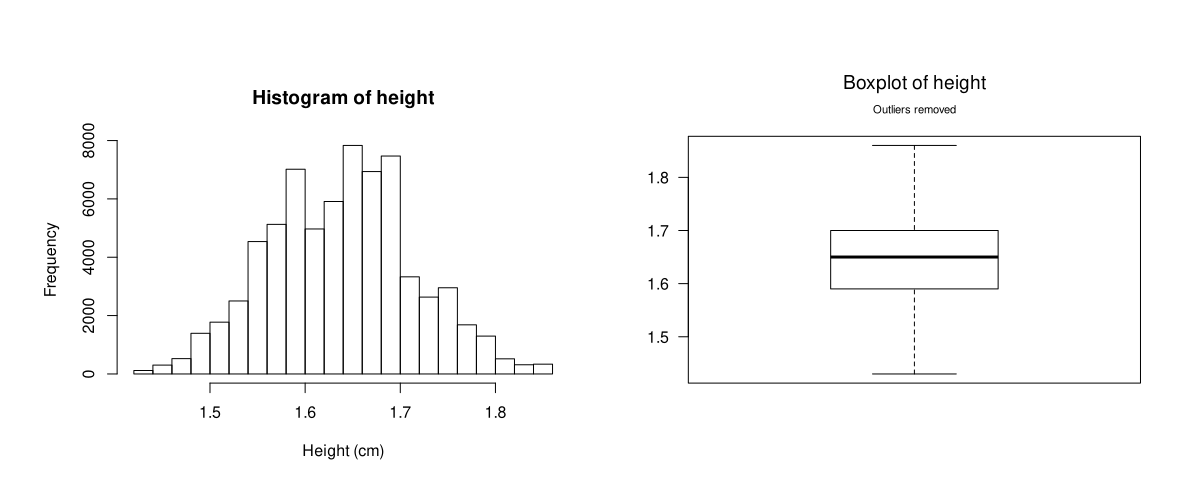 Histogram of height
Frequency
8000
6000
4000
2000
0
1.5 1.6 1.7 1.8
Height (cm)
Boxplot of height
Outliers removed
1.8
1.7
1.6
1.5